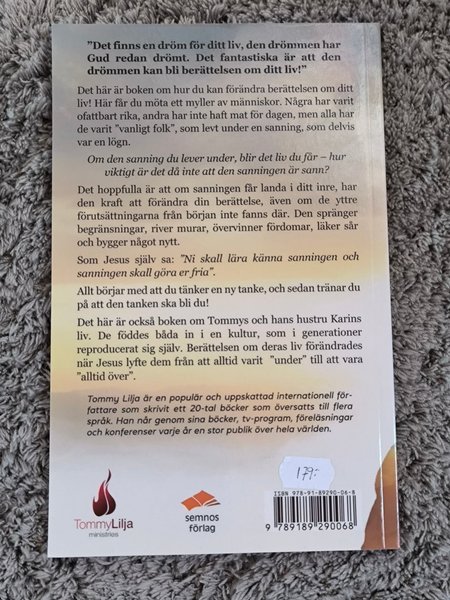 "Det finns en dröm för ditt liv, den drömmen har
Gud redan drömt. Det fantastiska är att den
drömmen kan bli berättelsen om ditt liv!"
Det här är boken om hur du kan förändra berättelsen om ditt
liv! Här får du möta ett myller av människor. Några har varit
ofattbart rika, andra har inte haft mat för dagen, men alla har
de varit "vanligt folk", som levt under en sanning, som delvis
var en lögn.
Om den sanning du lever under, blir det liv du får – hur
viktigt är det då inte att den sanningen är sann?
Det hoppfulla är att om sanningen får landa i ditt inre, har
den kraft att förändra din berättelse, även om de yttre
förutsättningarna från början inte fanns där. Den spränger
begränsningar, river murar, övervinner fördomar, läker sår
och bygger något nytt.
Som Jesus själv sa: "Ni skall lära känna sanningen och
sanningen skall göra er fria".
Allt börjar med att du tänker en ny tanke, och sedan tränar du
på att den tanken ska bli du!
Det här är också boken om Tommys och hans hustru Karins
liv. De föddes båda in i en kultur, som i generationer
reproducerat sig själv. Berättelsen om deras liv förändrades
när Jesus lyfte dem från att alltid varit "under" till att vara
"alltid över".
Tommy Lilja är en populär och uppskattad internationell för-
fattare som skrivit ett 20-tal böcker som översatts till flera
språk. Han når genom sina böcker, tv-program, föreläsningar
och konferenser varje år en stor publik över hela världen.
179:-
ISBN 978-91-89290-06-8
9 789189 290068
TommyLilja
ministries
semnos
förlag